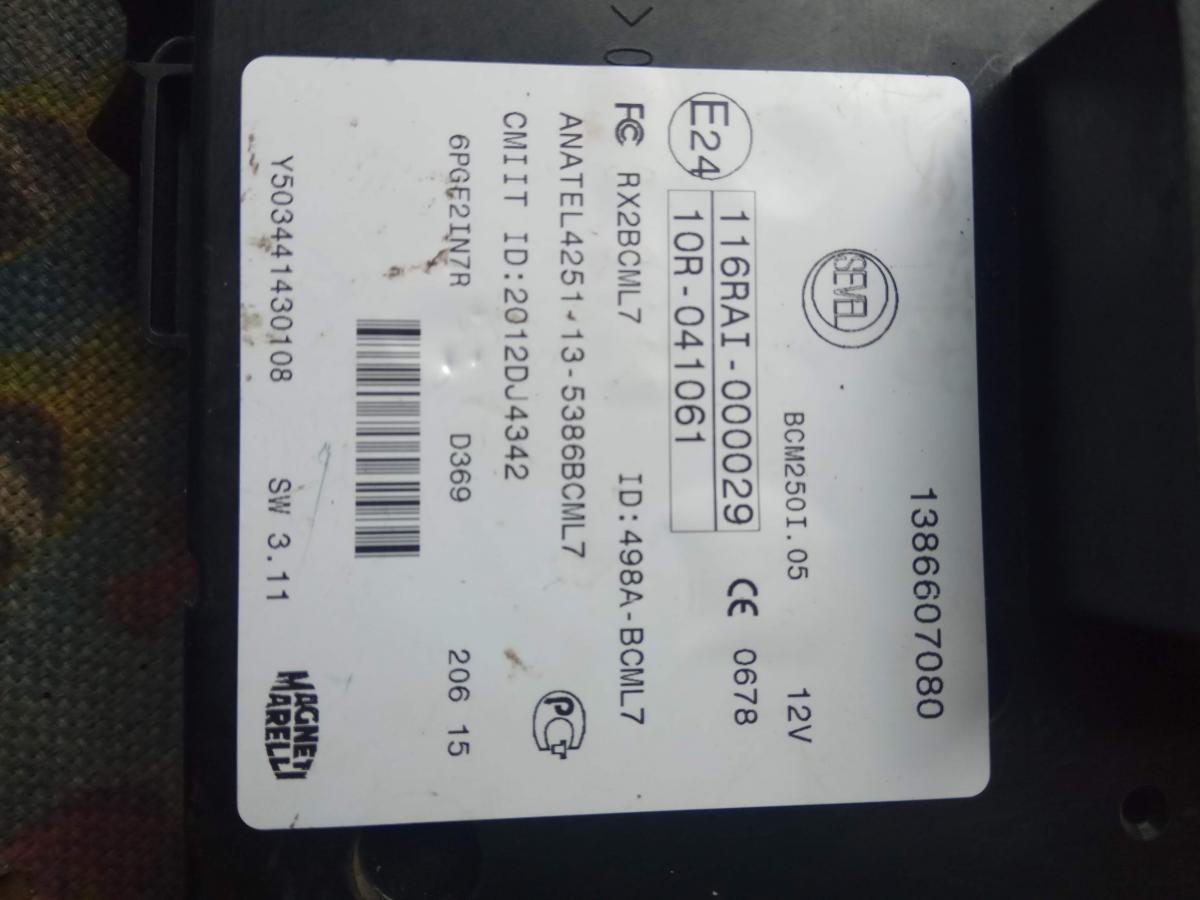 1386607080
SEVEL
BCM250I.05 12V
E24 116RAI-0000029 CE 0678
10R-041061
FC RX2BCML7 ID:498A-BCML7
ANATEL4251-13-5386BCML7
CMIIT ID:2012DJ4342
6PGE2IN7R D369 206 15
Y503441430108 SW 3.11 MAGNETI MARELLI